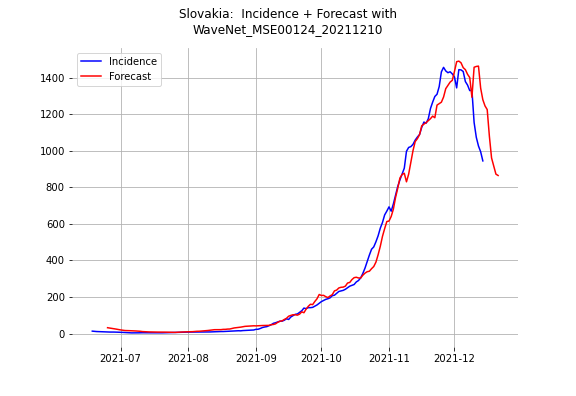 Slovakia:  Incidence + Forecast with
WaveNet_MSE00124_20211210
Incidence
Forecast
1400
1200
1000
800
600
400
200
0
2021-07 2021-08 2021-09 2021-10 2021-11 2021-12